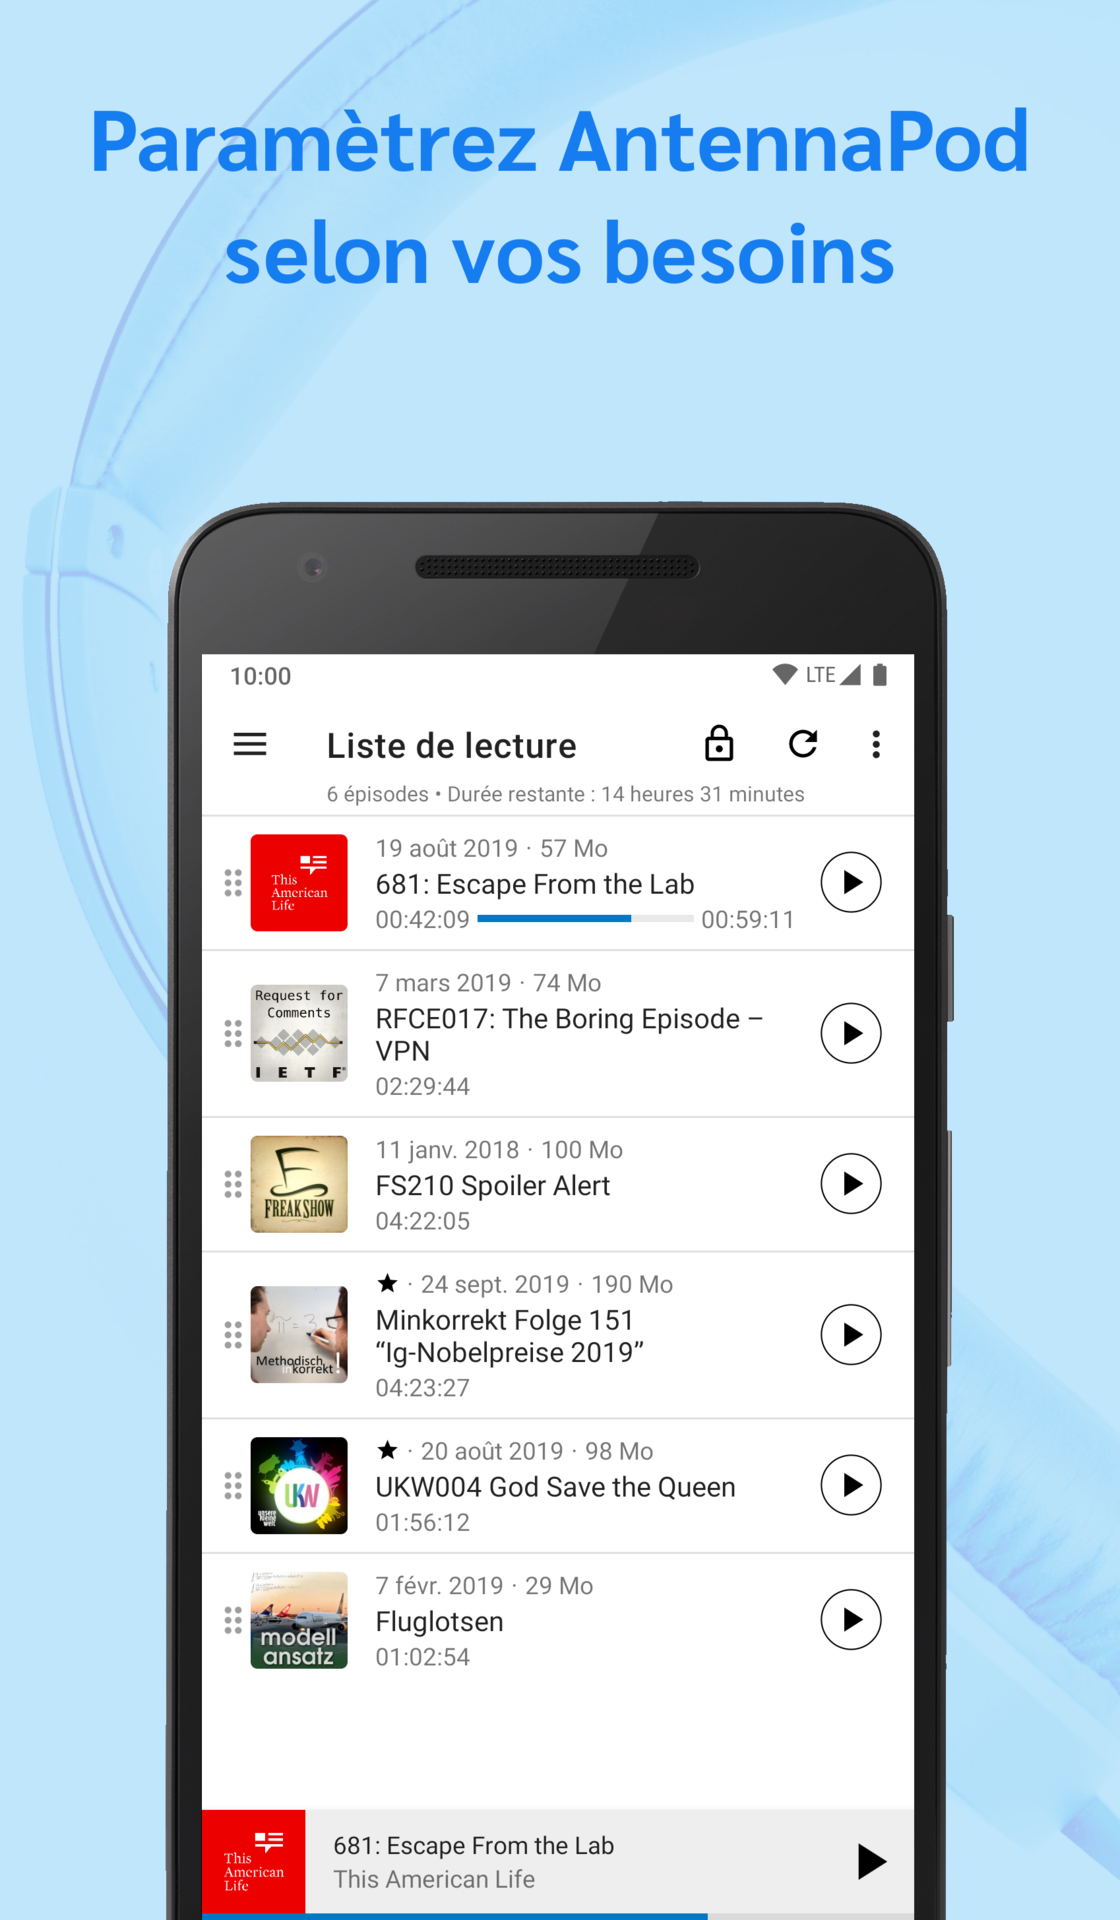 Paramètrez AntennaPod
selon vos besoins
10:00
LTE
Liste de lecture
6 épisodes • Durée restante : 14 heures 31 minutes
This
American
Life
19 août 2019 · 57 Mo
681: Escape From the Lab
00:42:09
00:59:11
Request for
Comments
I E T F
7 mars 2019 · 74 Mo
RFCE017: The Boring Episode –
VPN
02:29:44
FREAK SHOW
11 janv. 2018 · 100 Mo
FS210 Spoiler Alert
04:22:05
Methodisch
inkorrekt!
★ · 24 sept. 2019 · 190 Mo
Minkorrekt Folge 151
“Ig-Nobelpreise 2019”
04:23:27
UKW
unsere
kleine
welt
★ · 20 août 2019 · 98 Mo
UKW004 God Save the Queen
01:56:12
modell
ansatz
7 févr. 2019 · 29 Mo
Fluglotsen
01:02:54
This
American
Life
681: Escape From the Lab
This American Life